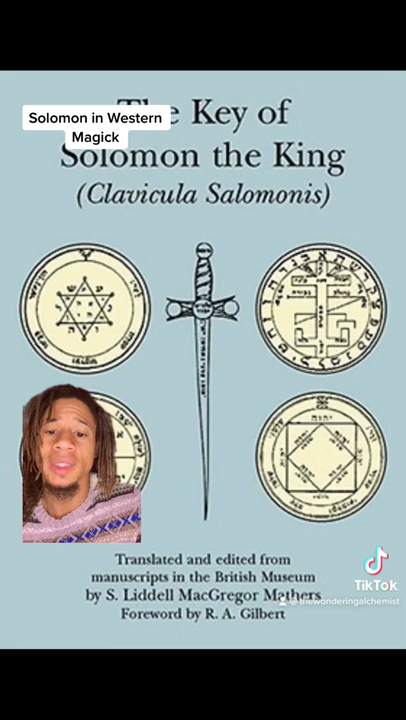 Solomon in Western
Magick
The Key of
Solomon the King
(Clavicula Salomonis)
Translated and edited from
manuscripts in the British Museum
by S. Liddell MacGregor Mathers
Foreword by R. A. Gilbert
TikTok
@thewonderingalchemist